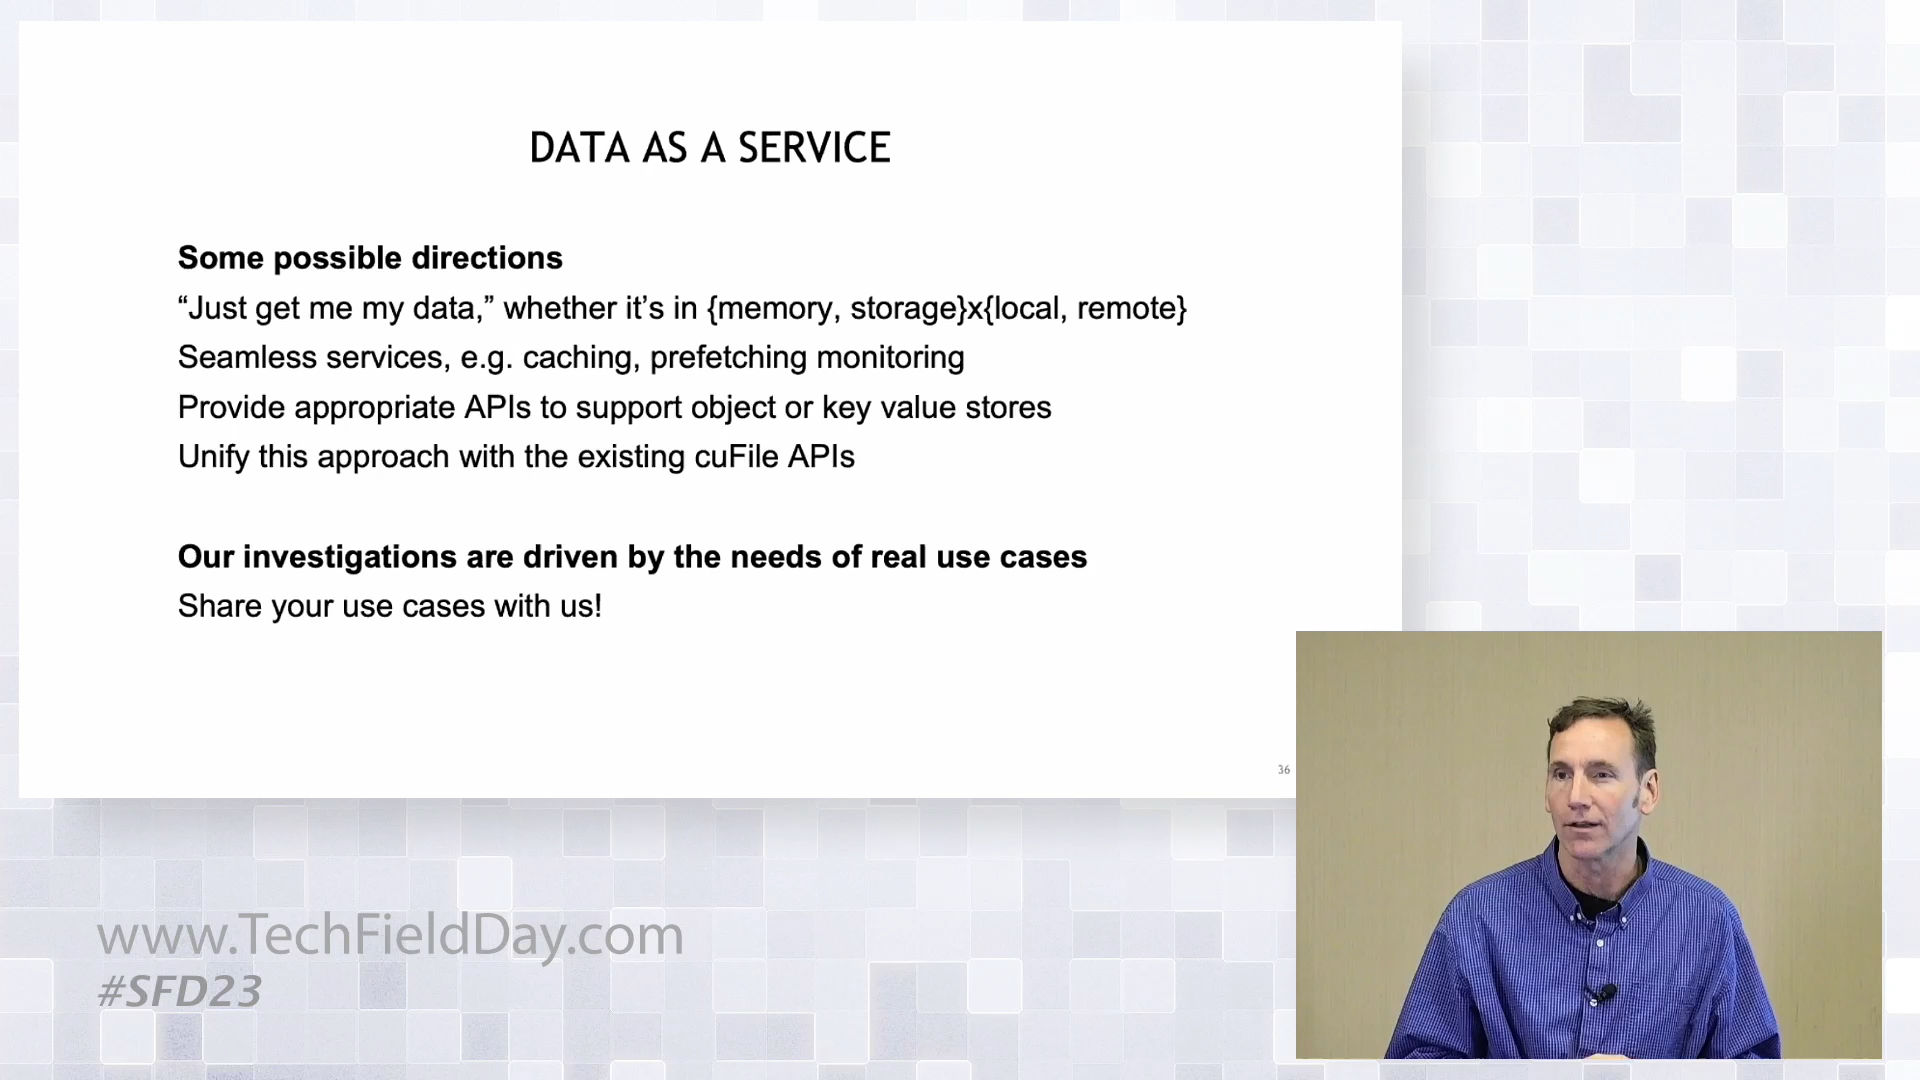 DATA AS A SERVICE
Some possible directions
“Just get me my data,” whether it’s in {memory, storage}x{local, remote}
Seamless services, e.g. caching, prefetching monitoring
Provide appropriate APIs to support object or key value stores
Unify this approach with the existing cuFile APIs
Our investigations are driven by the needs of real use cases
Share your use cases with us!
36
www.TechFieldDay.com
#SFD23